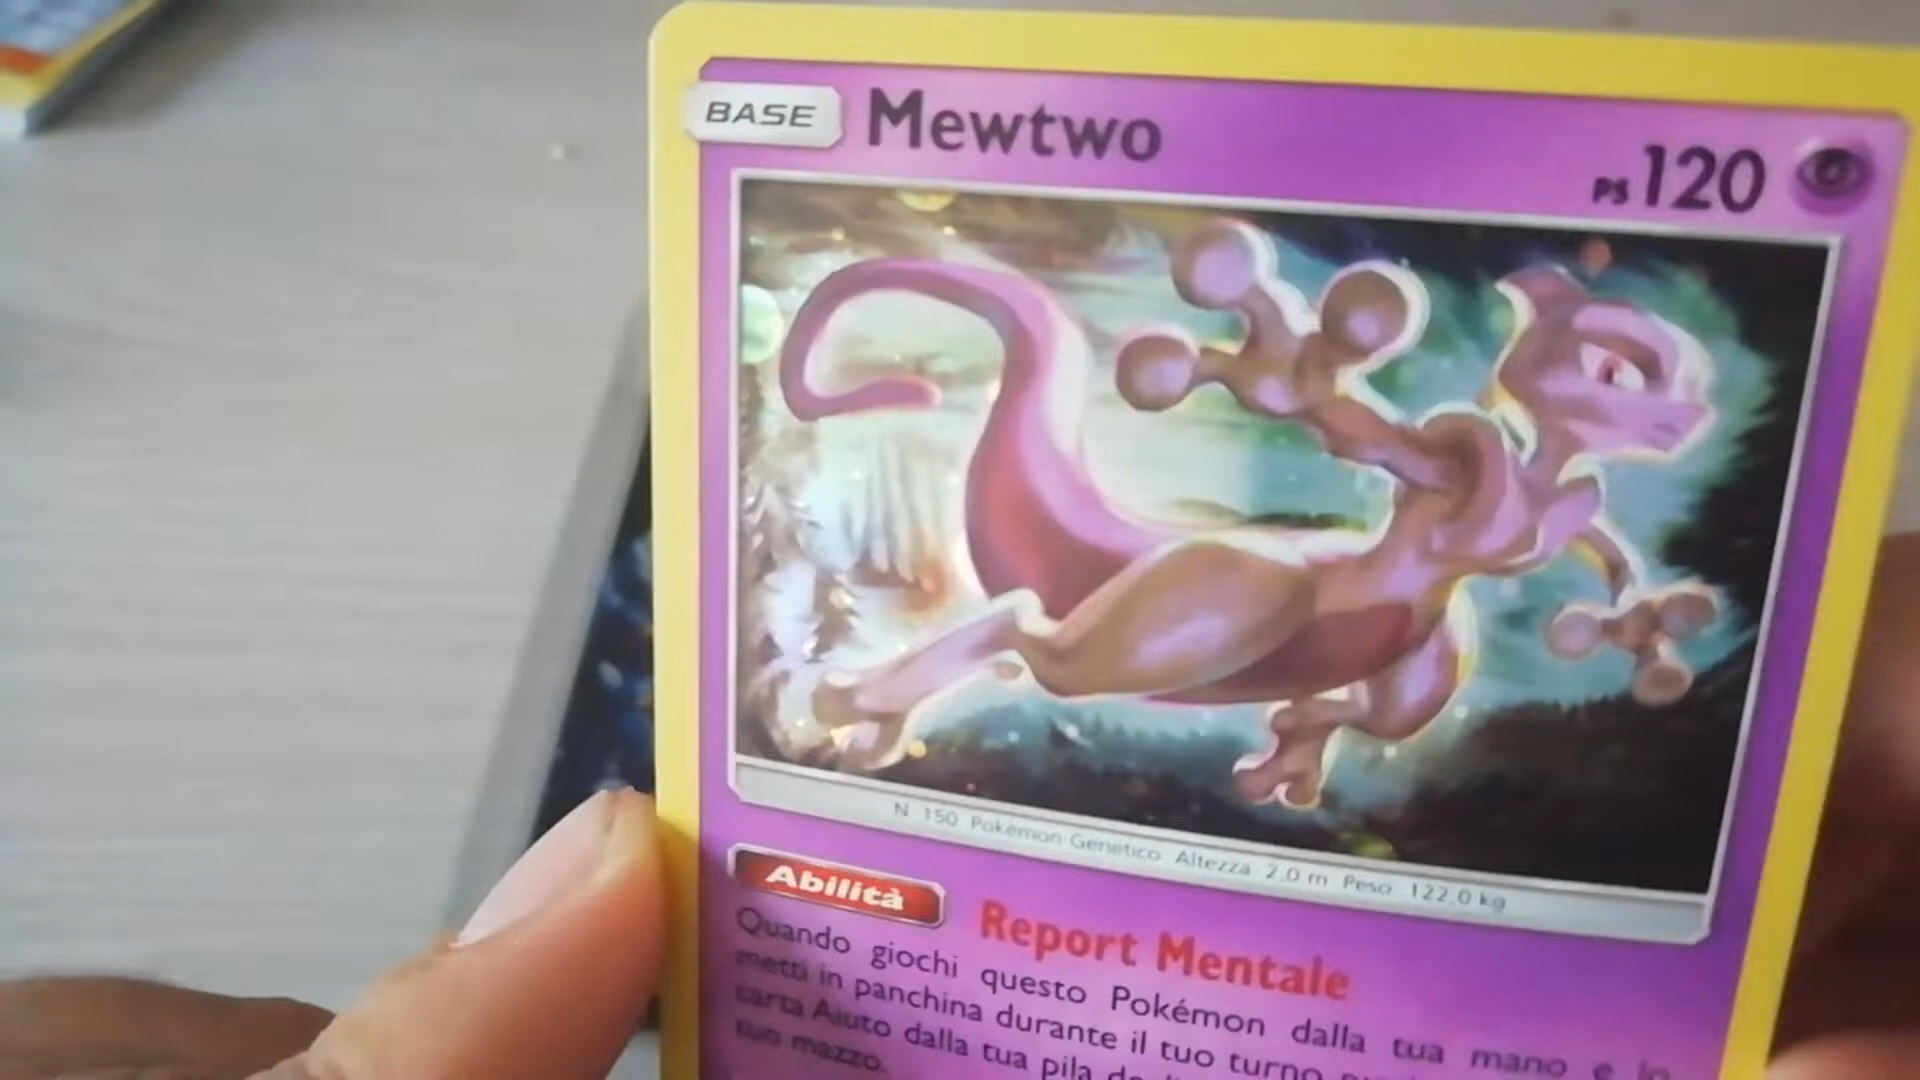 BASE Mewtwo PS 120
N 150 Pokémon Genetico Altezza 2.0 m Peso 122.0 kg
Abilità Report Mentale
Quando giochi questo Pokémon dalla tua mano e lo
metti in panchina durante il tuo turno
carta Aiuto dalla tua pila
tuo mazzo.